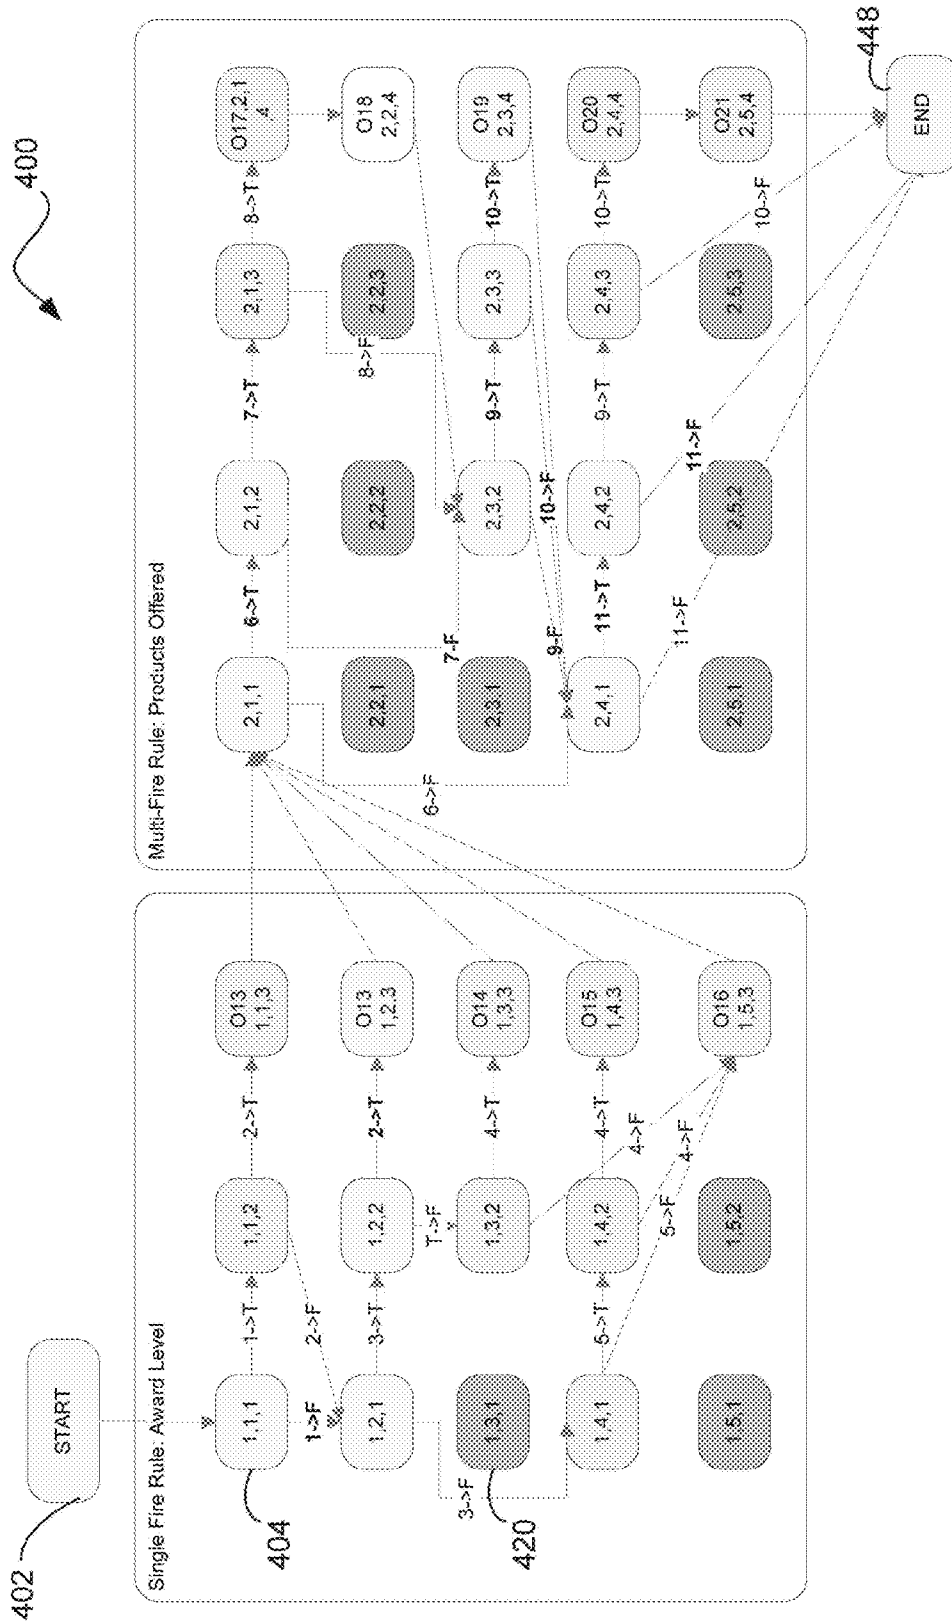 400
402
START
Single Fire Rule: Award Level
1,1,1
1->T
1,1,2
2->T
O13
1,1,3
404
1->F
2->F
1,2,1
3->T
1,2,2
2->T
O13
1,2,3
T->F
1,3,1
1,3,2
4->T
O14
1,3,3
420
3->F
4->F
1,4,1
5->T
1,4,2
4->T
O15
1,4,3
5->F
4->F
1,5,1
1,5,2
O16
1,5,3
Multi-Fire Rule: Products Offered
2,1,1
6->T
2,1,2
7->T
2,1,3
8->T
O17,2,1
4
8->F
2,2,1
2,2,2
2,2,3
O18
2,2,4
7-F
2,3,1
2,3,2
9->T
2,3,3
10->T
O19
2,3,4
6->F
9-F
10->F
2,4,1
11->T
2,4,2
9->T
2,4,3
10->T
O20
2,4,4
11->F
11->F
10->F
2,5,1
2,5,2
2,5,3
O21
2,5,4
END
448